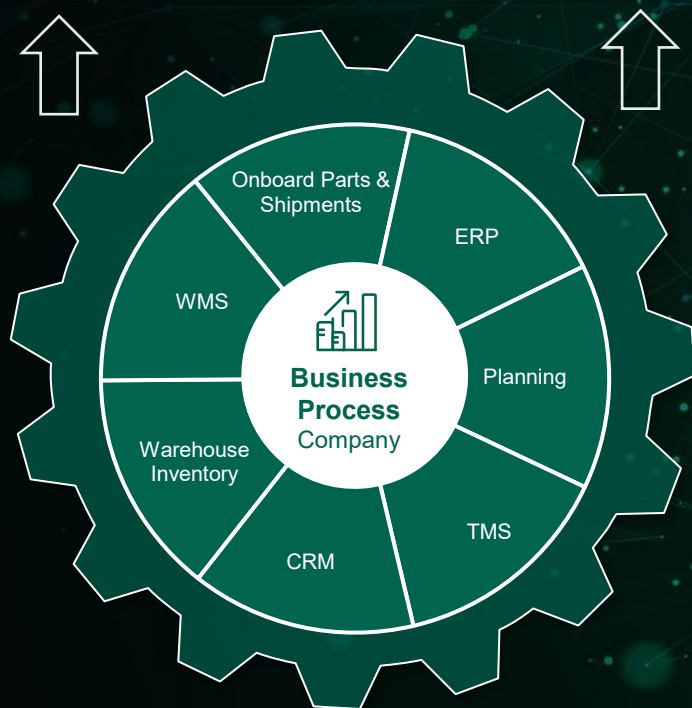 Onboard Parts &
Shipments
ERP
WMS
Business
Process
Company
Planning
Warehouse
Inventory
TMS
CRM